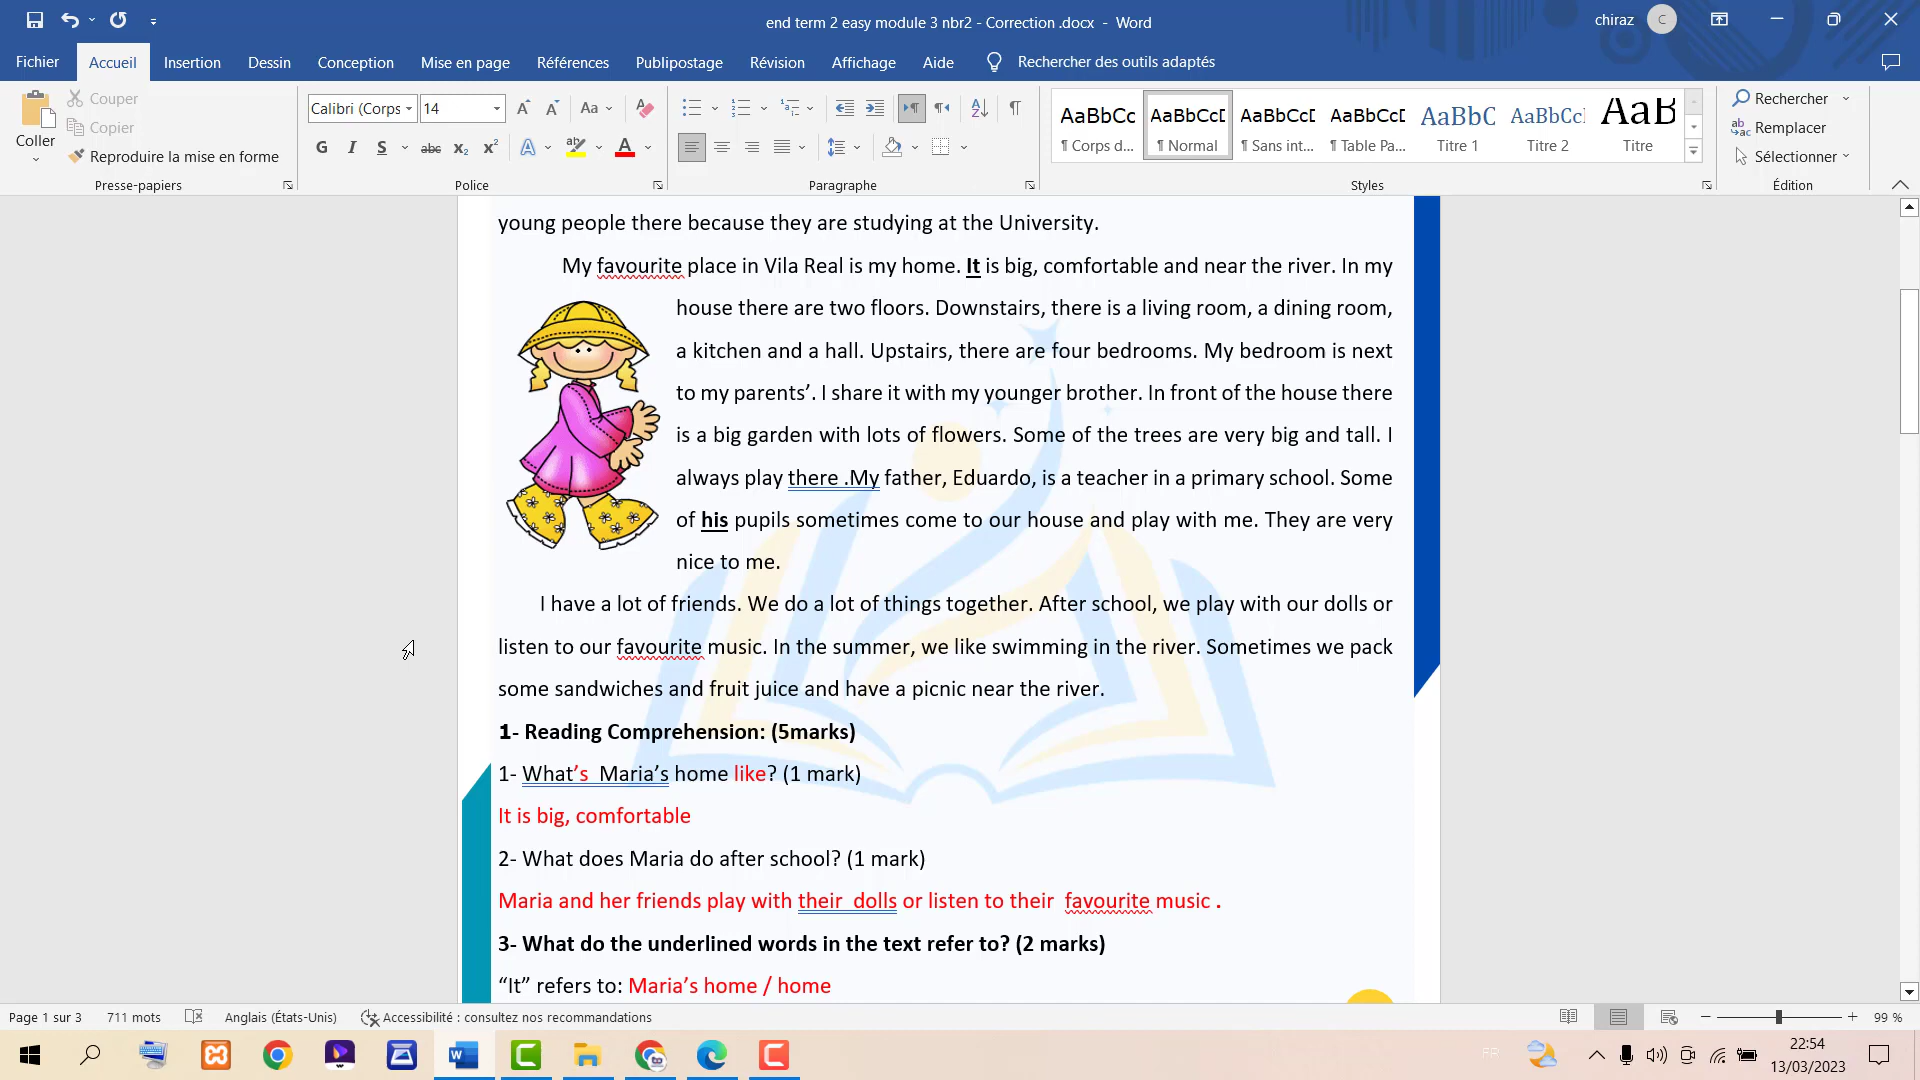 end term 2 easy module 3 nbr2 - Correction .docx - Word
chiraz
C
Fichier
Accueil
Insertion
Dessin
Conception
Mise en page
Références
Publipostage
Révision
Affichage
Aide
Rechercher des outils adaptés
Coller
Couper
Copier
Reproduire la mise en forme
Presse-papiers
Calibri (Corps
14
Aa
G I S abc x₂ x²
Police
Paragraphe
AaBbCc
AaBbCcD
AaBbCcD
AaBbCcD
AaBbC
AaBbCcI
AaB
¶ Corps d...
¶ Normal
¶ Sans int...
¶ Table Pa...
Titre 1
Titre 2
Titre
Styles
Rechercher
Remplacer
Sélectionner
Édition
young people there because they are studying at the University.
My favourite place in Vila Real is my home. It is big, comfortable and near the river. In my
house there are two floors. Downstairs, there is a living room, a dining room,
a kitchen and a hall. Upstairs, there are four bedrooms. My bedroom is next
to my parents’. I share it with my younger brother. In front of the house there
is a big garden with lots of flowers. Some of the trees are very big and tall. I
always play there .My father, Eduardo, is a teacher in a primary school. Some
of his pupils sometimes come to our house and play with me. They are very
nice to me.
I have a lot of friends. We do a lot of things together. After school, we play with our dolls or
listen to our favourite music. In the summer, we like swimming in the river. Sometimes we pack
some sandwiches and fruit juice and have a picnic near the river.
1- Reading Comprehension: (5marks)
1- What’s Maria’s home like? (1 mark)
It is big, comfortable
2- What does Maria do after school? (1 mark)
Maria and her friends play with their dolls or listen to their favourite music .
3- What do the underlined words in the text refer to? (2 marks)
“It” refers to: Maria’s home / home
Page 1 sur 3
711 mots
Anglais (États-Unis)
Accessibilité : consultez nos recommandations
99 %
FR
22:54
13/03/2023